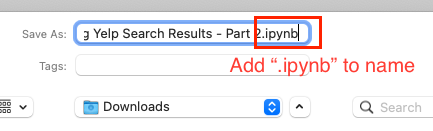 Save As: g Yelp Search Results - Part 2.ipynb
Tags:
Add “.ipynb” to name
Downloads Search